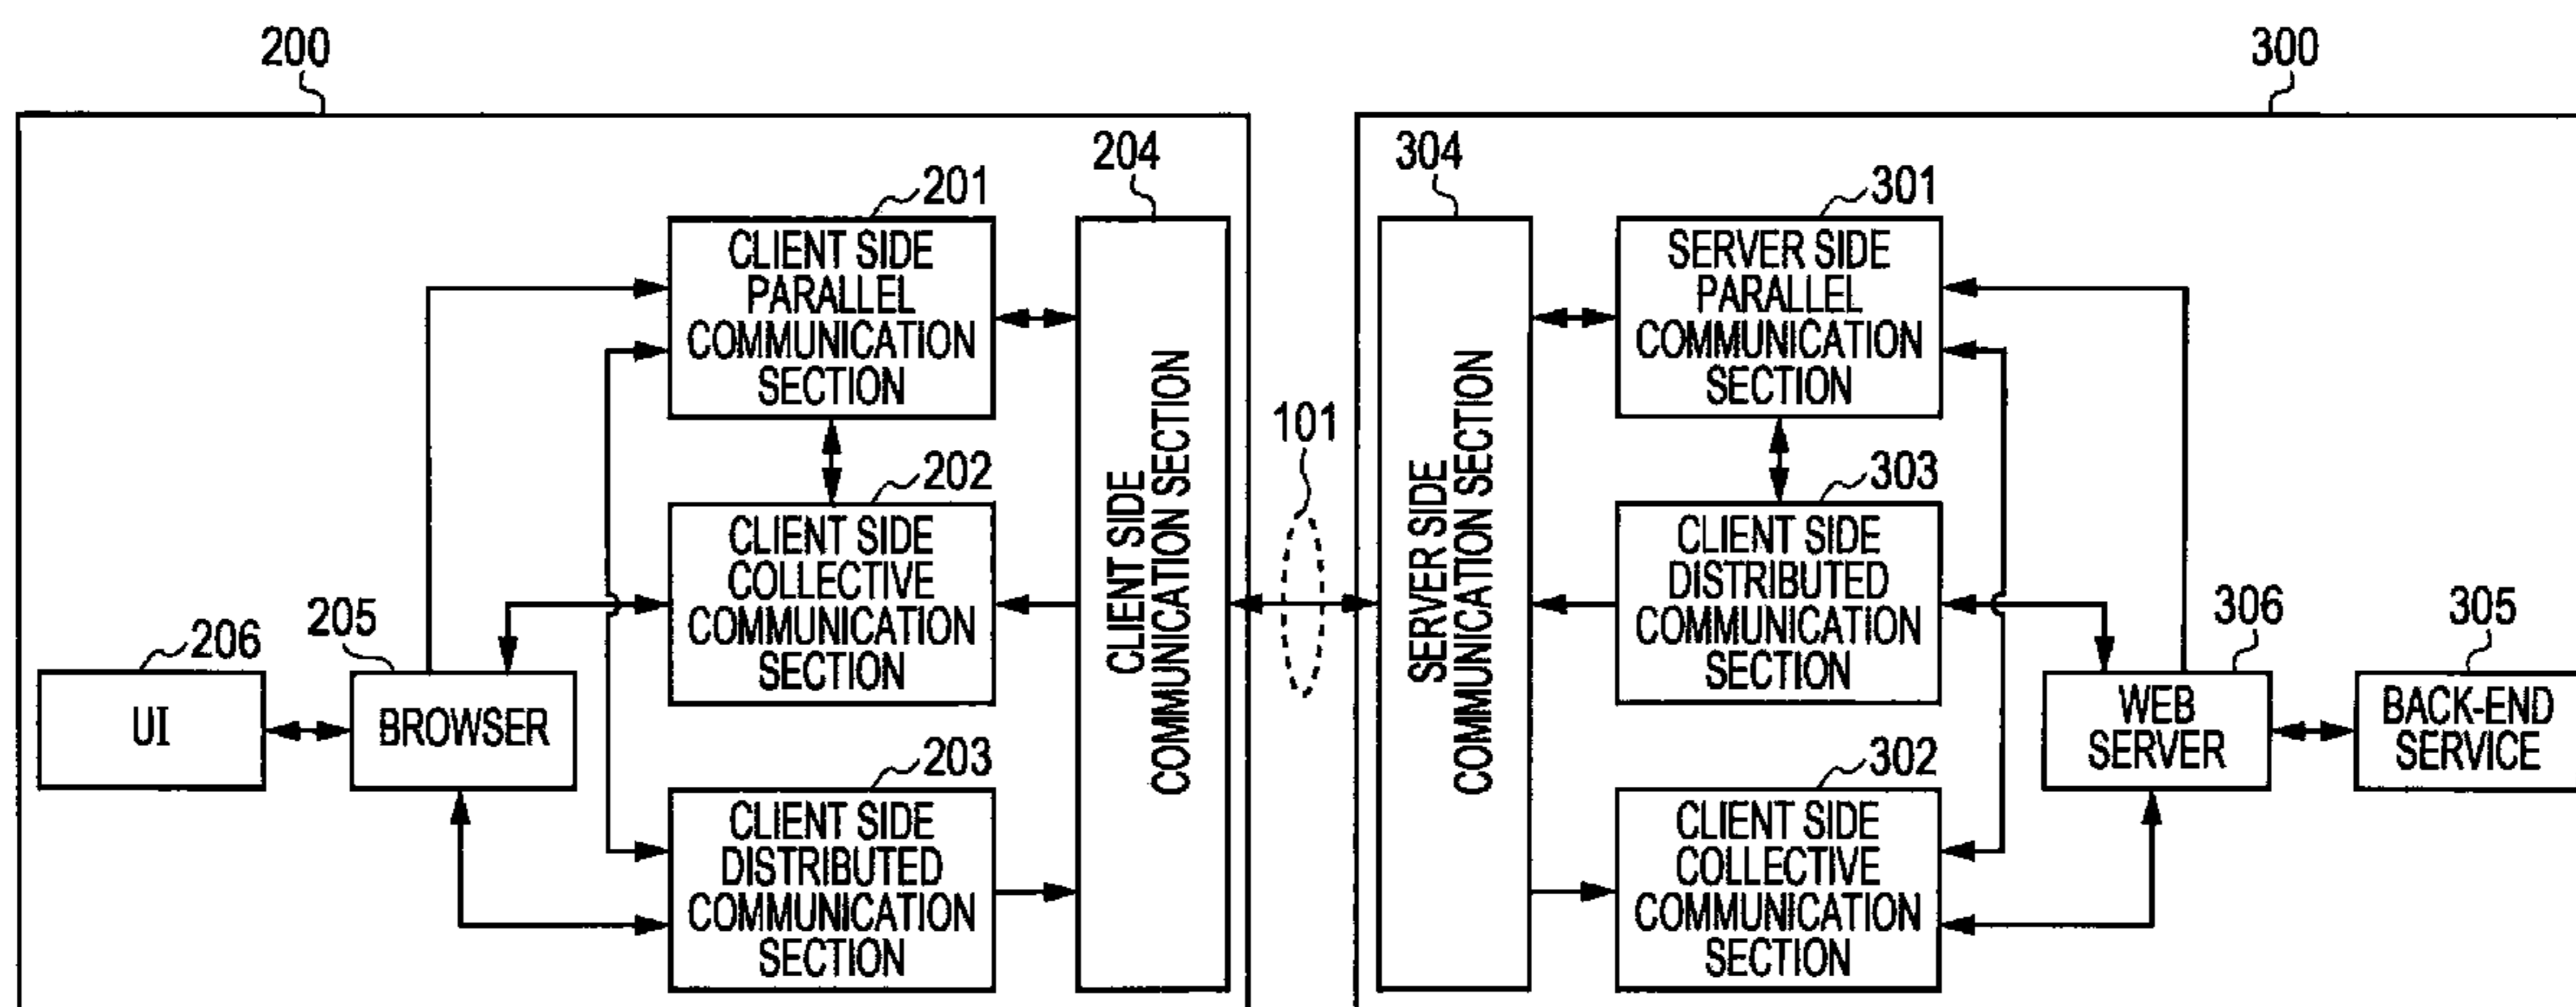 200
300
204
304
201
301
CLIENT SIDE
PARALLEL
COMMUNICATION
SECTION
SERVER SIDE
PARALLEL
COMMUNICATION
SECTION
CLIENT SIDE
COMMUNICATION SECTION
101
SERVER SIDE
COMMUNICATION SECTION
202
303
CLIENT SIDE
COLLECTIVE
COMMUNICATION
SECTION
CLIENT SIDE
DISTRIBUTED
COMMUNICATION
SECTION
206
205
306
305
UI
BROWSER
WEB
SERVER
BACK-END
SERVICE
203
302
CLIENT SIDE
DISTRIBUTED
COMMUNICATION
SECTION
CLIENT SIDE
COLLECTIVE
COMMUNICATION
SECTION